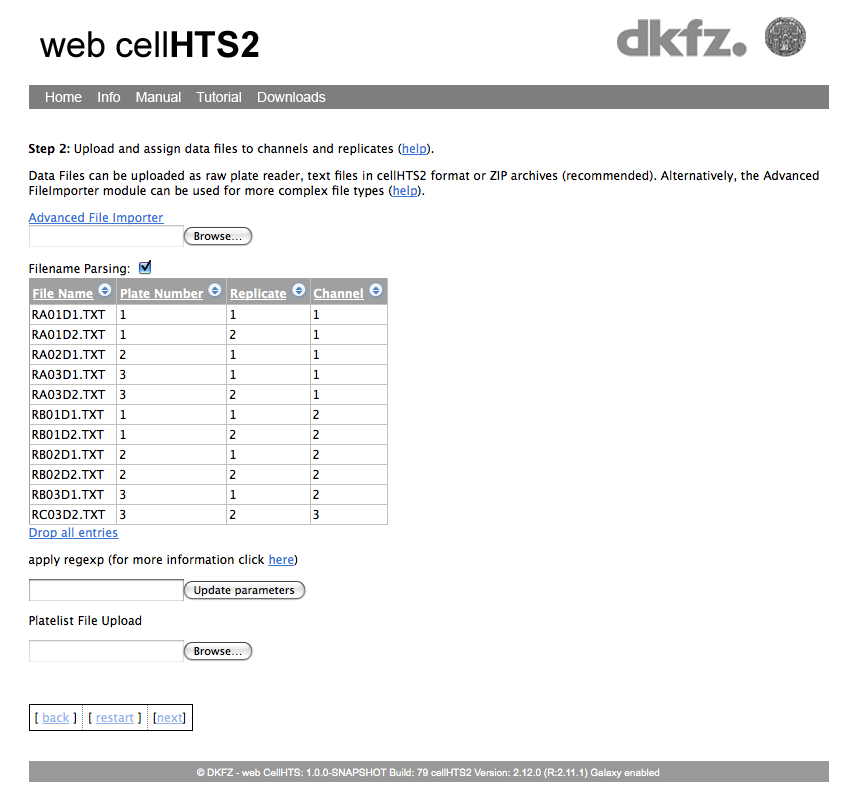 web cellHTS2
dkfz.
Home Info Manual Tutorial Downloads
Step 2: Upload and assign data files to channels and replicates (help).
Data Files can be uploaded as raw plate reader, text files in cellHTS2 format or ZIP archives (recommended). Alternatively, the Advanced
FileImporter module can be used for more complex file types (help).
Advanced File Importer
Browse...
Filename Parsing:
File Name Plate Number Replicate Channel
RA01D1.TXT 1 1 1
RA01D2.TXT 1 2 1
RA02D1.TXT 2 1 1
RA03D1.TXT 3 1 1
RA03D2.TXT 3 2 1
RB01D1.TXT 1 1 2
RB01D2.TXT 1 2 2
RB02D1.TXT 2 1 2
RB02D2.TXT 2 2 2
RB03D1.TXT 3 1 2
RC03D2.TXT 3 2 3
Drop all entries
apply regexp (for more information click here)
Update parameters
Platelist File Upload
Browse...
[ back ] [ restart ] [next]
© DKFZ - web CellHTS: 1.0.0-SNAPSHOT Build: 79 cellHTS2 Version: 2.12.0 (R:2.11.1) Galaxy enabled